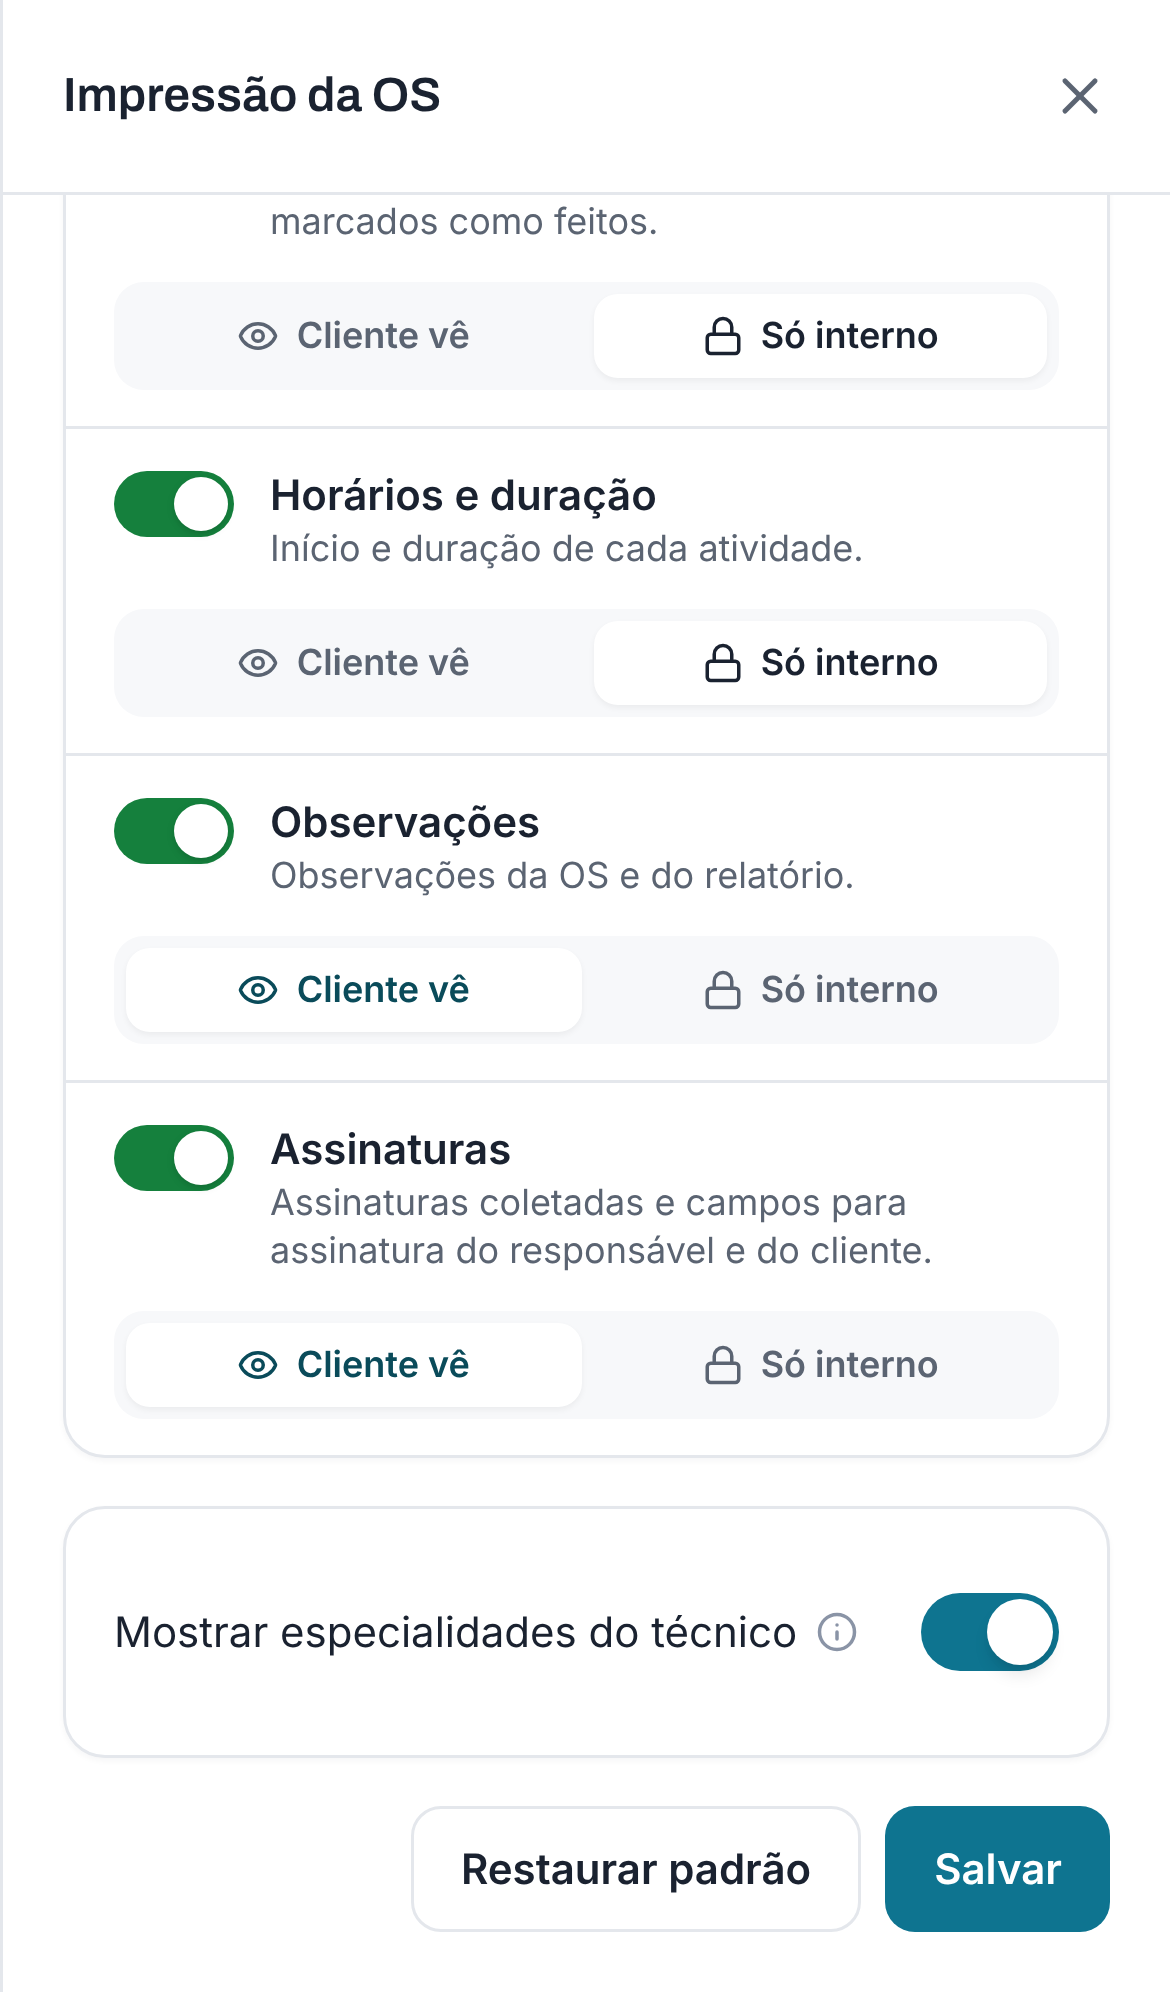 Impressão da OS
marcados como feitos.
Cliente vê
Só interno
Horários e duração
Início e duração de cada atividade.
Cliente vê
Só interno
Observações
Observações da OS e do relatório.
Cliente vê
Só interno
Assinaturas
Assinaturas coletadas e campos para
assinatura do responsável e do cliente.
Cliente vê
Só interno
Mostrar especialidades do técnico
Restaurar padrão
Salvar